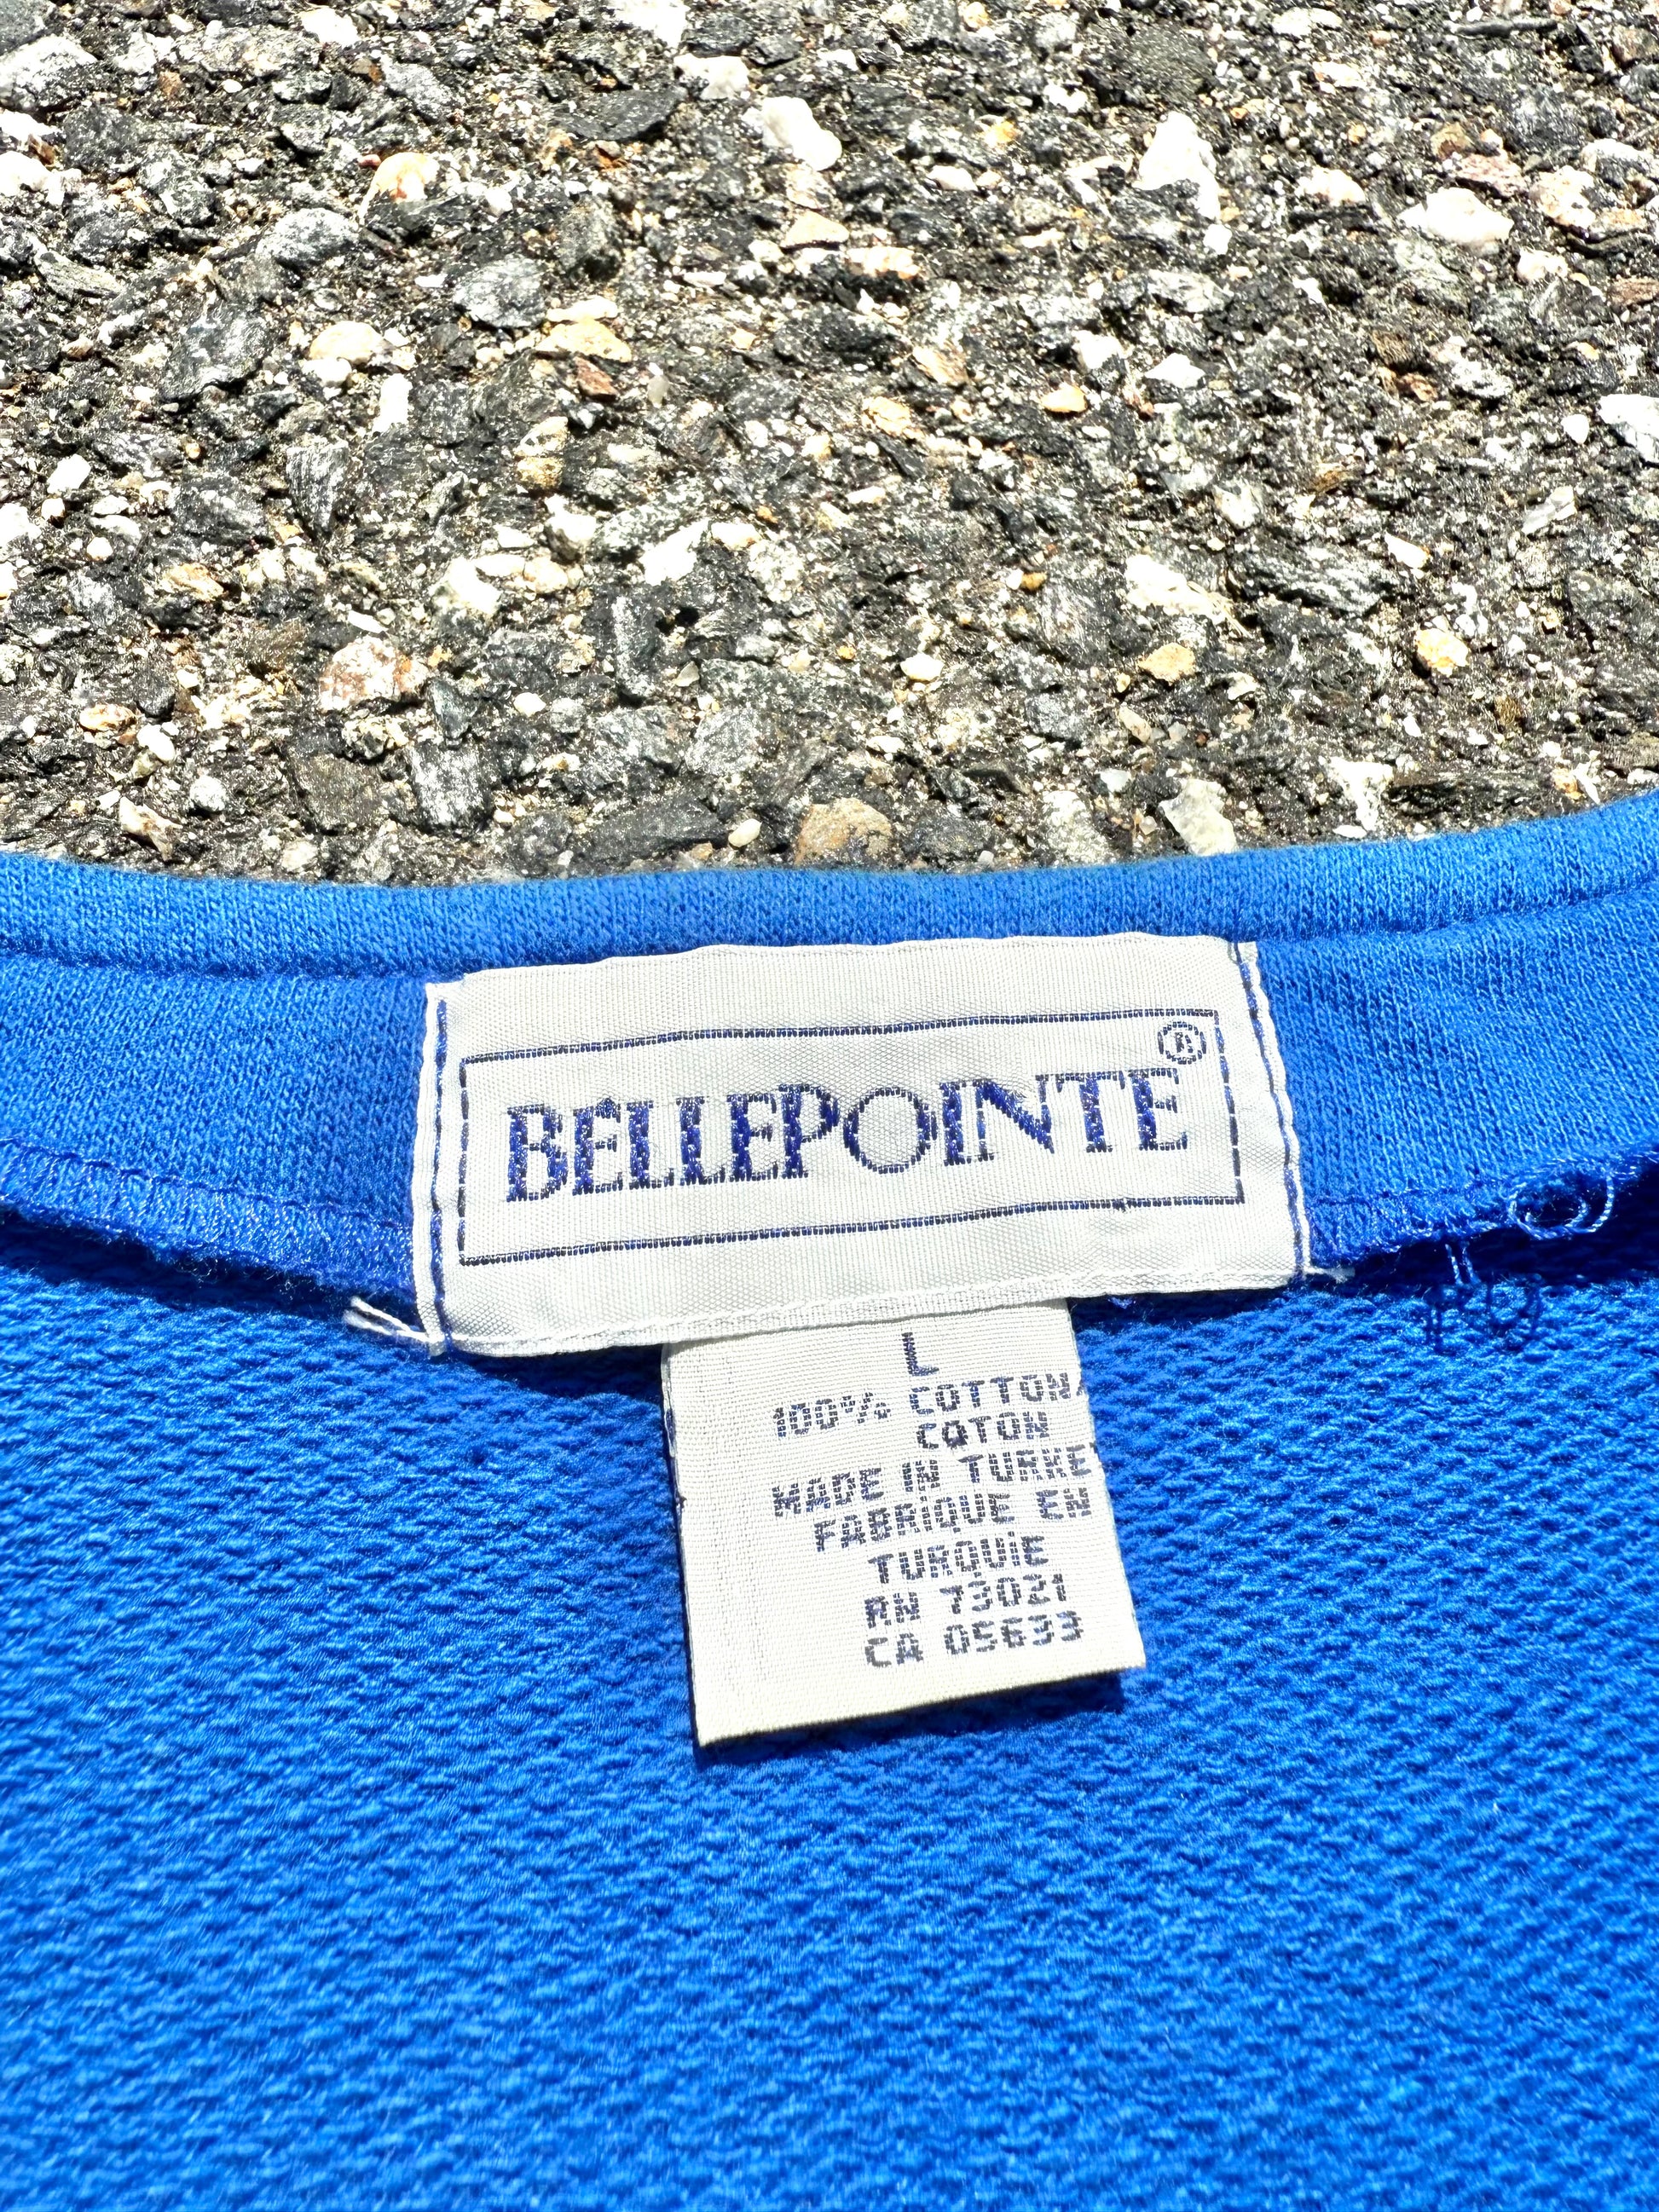 BELLEPOINTE®
L
100% COTTON
COTON
MADE IN TURKEY
FABRIQUE EN
TURQUIE
RN 73021
CA 05633